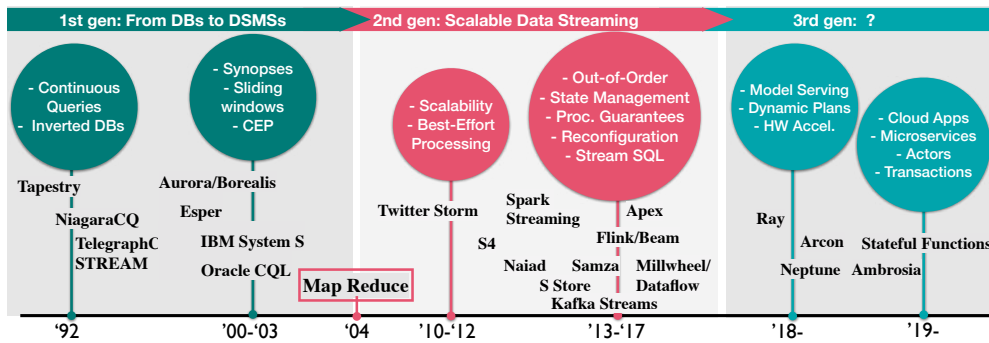 1st gen: From DBs to DSMSs
2nd gen: Scalable Data Streaming
3rd gen: ?
- Continuous
Queries
- Inverted DBs
- Synopses
- Sliding
windows
- CEP
- Scalability
- Best-Effort
Processing
- Out-of-Order
- State Management
- Proc. Guarantees
- Reconfiguration
- Stream SQL
- Model Serving
- Dynamic Plans
- HW Accel.
- Cloud Apps
- Microservices
- Actors
- Transactions
Tapestry
NiagaraCQ
TelegraphC
STREAM
Aurora/Borealis
Esper
IBM System S
Oracle CQL
Map Reduce
Twitter Storm
S4
Spark
Streaming
Apex
Flink/Beam
Naiad
Samza
Millwheel/
Dataflow
S Store
Kafka Streams
Ray
Arcon
Neptune
Stateful Functions
Ambrosia
'92
'00-'03
'04
'10-'12
'13-'17
'18-
'19-